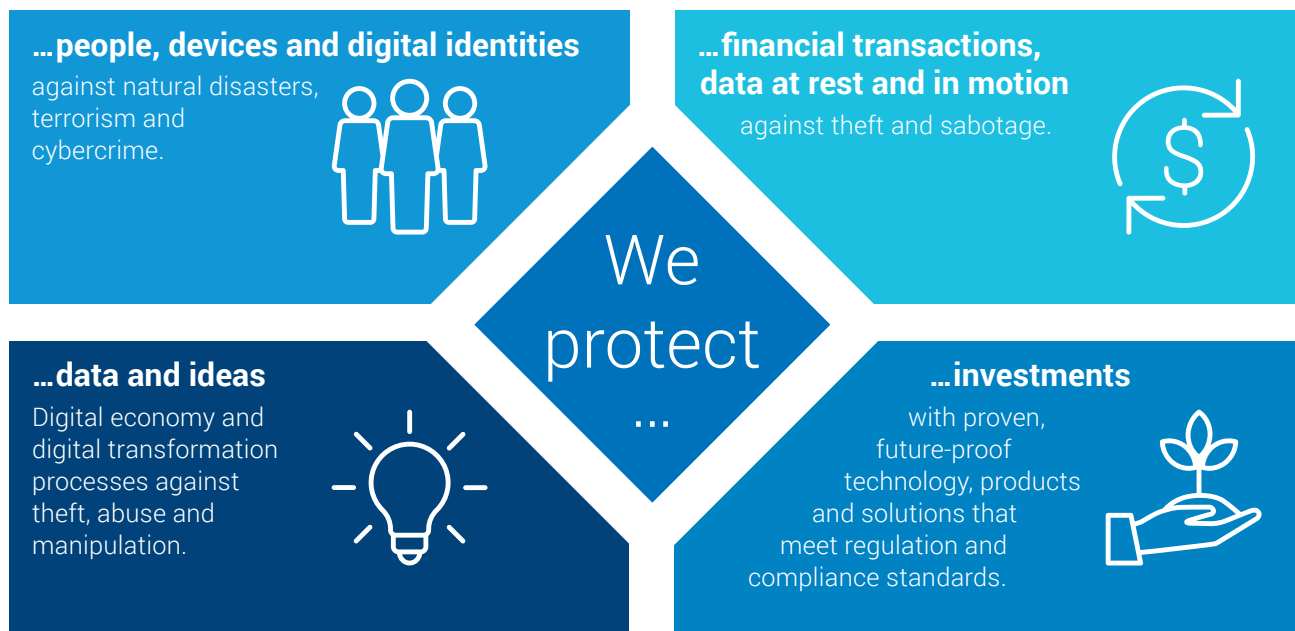 ...people, devices and digital identities
against natural disasters,
terrorism and
cybercrime.
...financial transactions,
data at rest and in motion
against theft and sabotage.
$
We
protect
...
...data and ideas
Digital economy and
digital transformation
processes against
theft, abuse and
manipulation.
...investments
with proven,
future-proof
technology, products
and solutions that
meet regulation and
compliance standards.